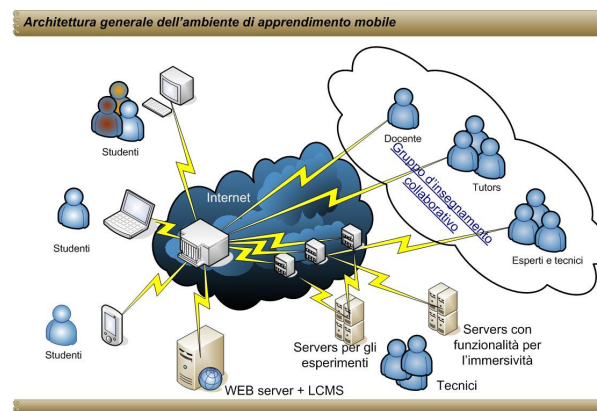 Architettura generale dell'ambiente di apprendimento mobile
Studenti
Docente
Tutors
Gruppo d'insegnamento
collaborativo
Internet
Studenti
Esperti e tecnici
Studenti
Servers per gli
esperimenti
Servers con
funzionalità per
l'immersività
WEB server + LCMS
Tecnici